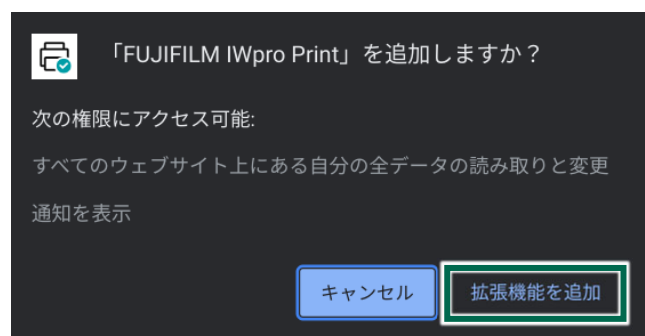 「FUJIFILM IWpro Print」を追加しますか？
次の権限にアクセス可能:
すべてのウェブサイト上にある自分の全データの読み取りと変更
通知を表示
キャンセル
拡張機能を追加